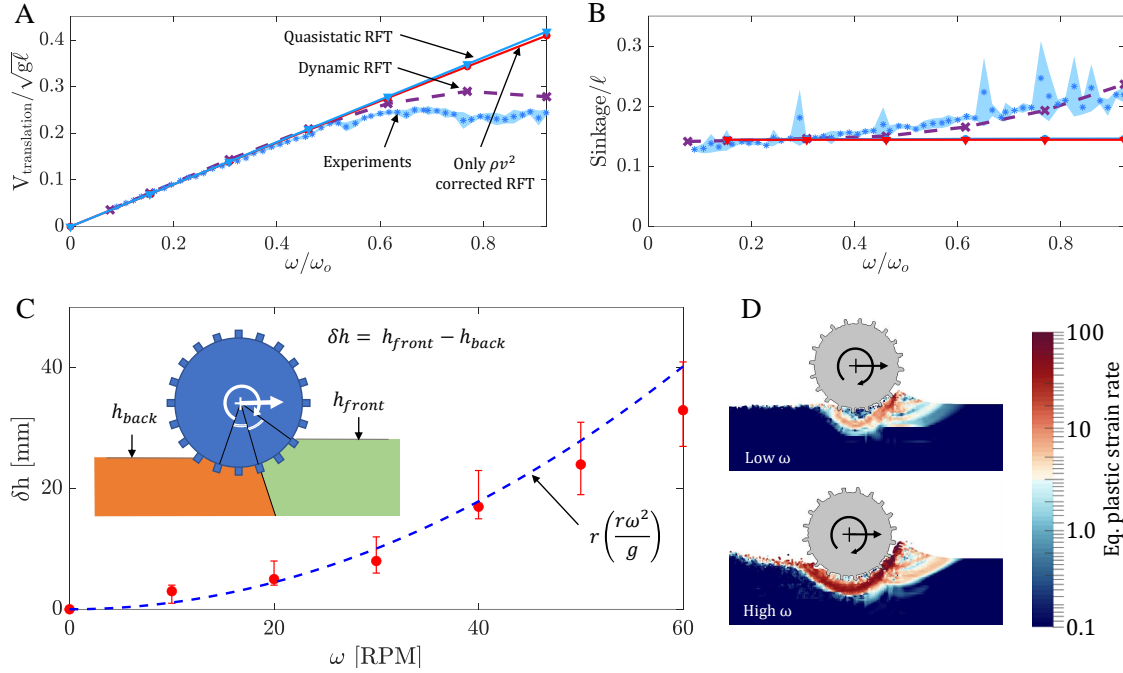 A
V_translation/√gℓ
0.4
0.3
0.2
0.1
0
Quasistatic RFT
Dynamic RFT
Experiments
Only ρv²
corrected RFT
0 0.2 0.4 0.6 0.8
ω/ω_o
B
Sinkage/ℓ
0.3
0.2
0.1
0
0 0.2 0.4 0.6 0.8
ω/ω_o
C
δh [mm]
40
20
0
δh = h_front − h_back
h_back
h_front
r(rω²/g)
0 20 40 60
ω [RPM]
D
Low ω
High ω
100
10
1.0
0.1
Eq. plastic strain rate